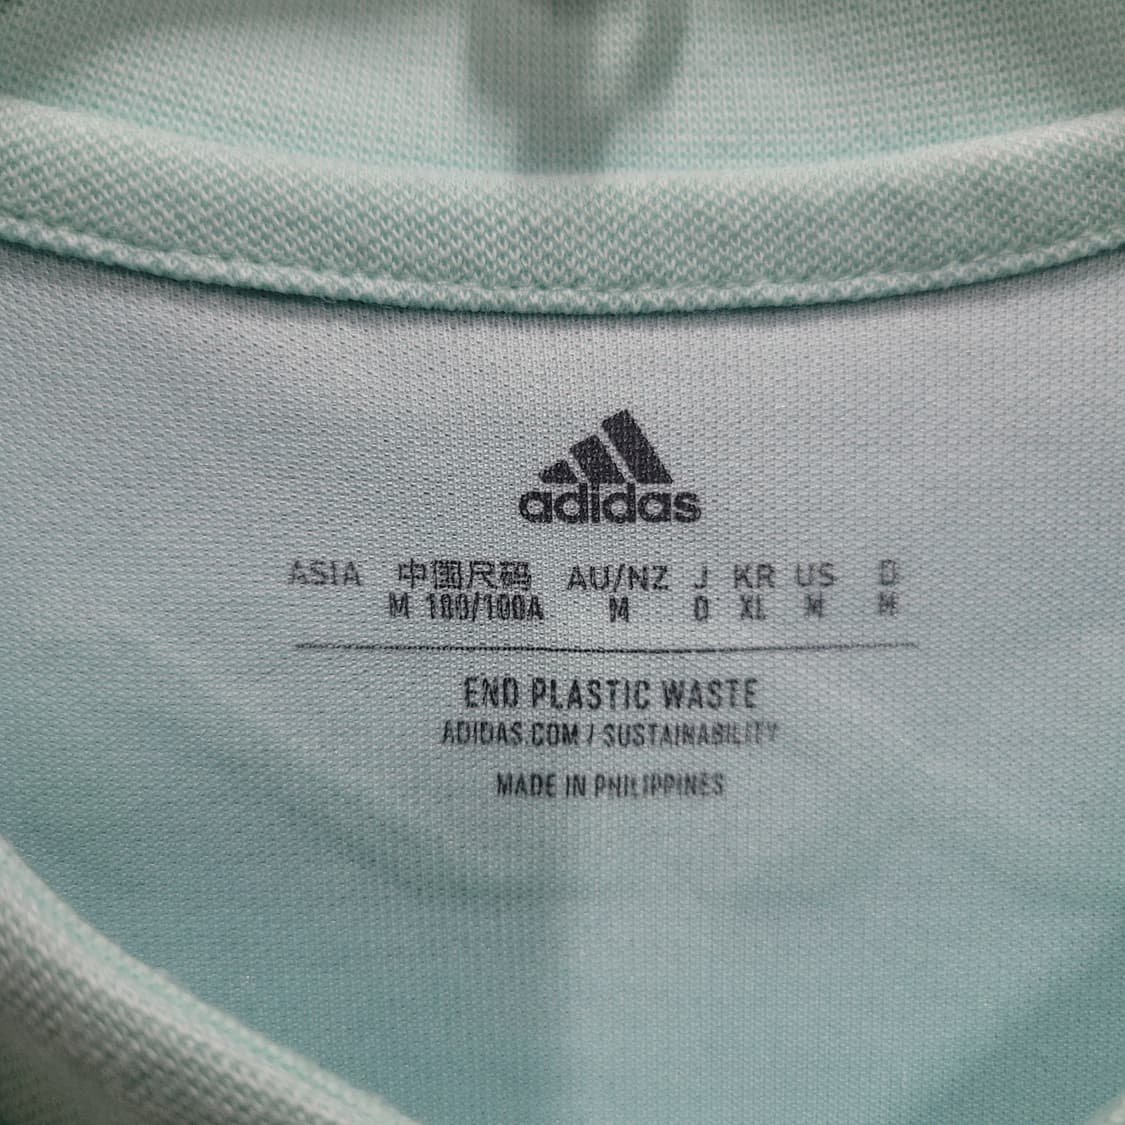 adidas
ASIA 中国尺码 AU/NZ J KR US D
M 180/100A M O XL M M
END PLASTIC WASTE
ADIDAS.COM / SUSTAINABILITY
MADE IN PHILIPPINES